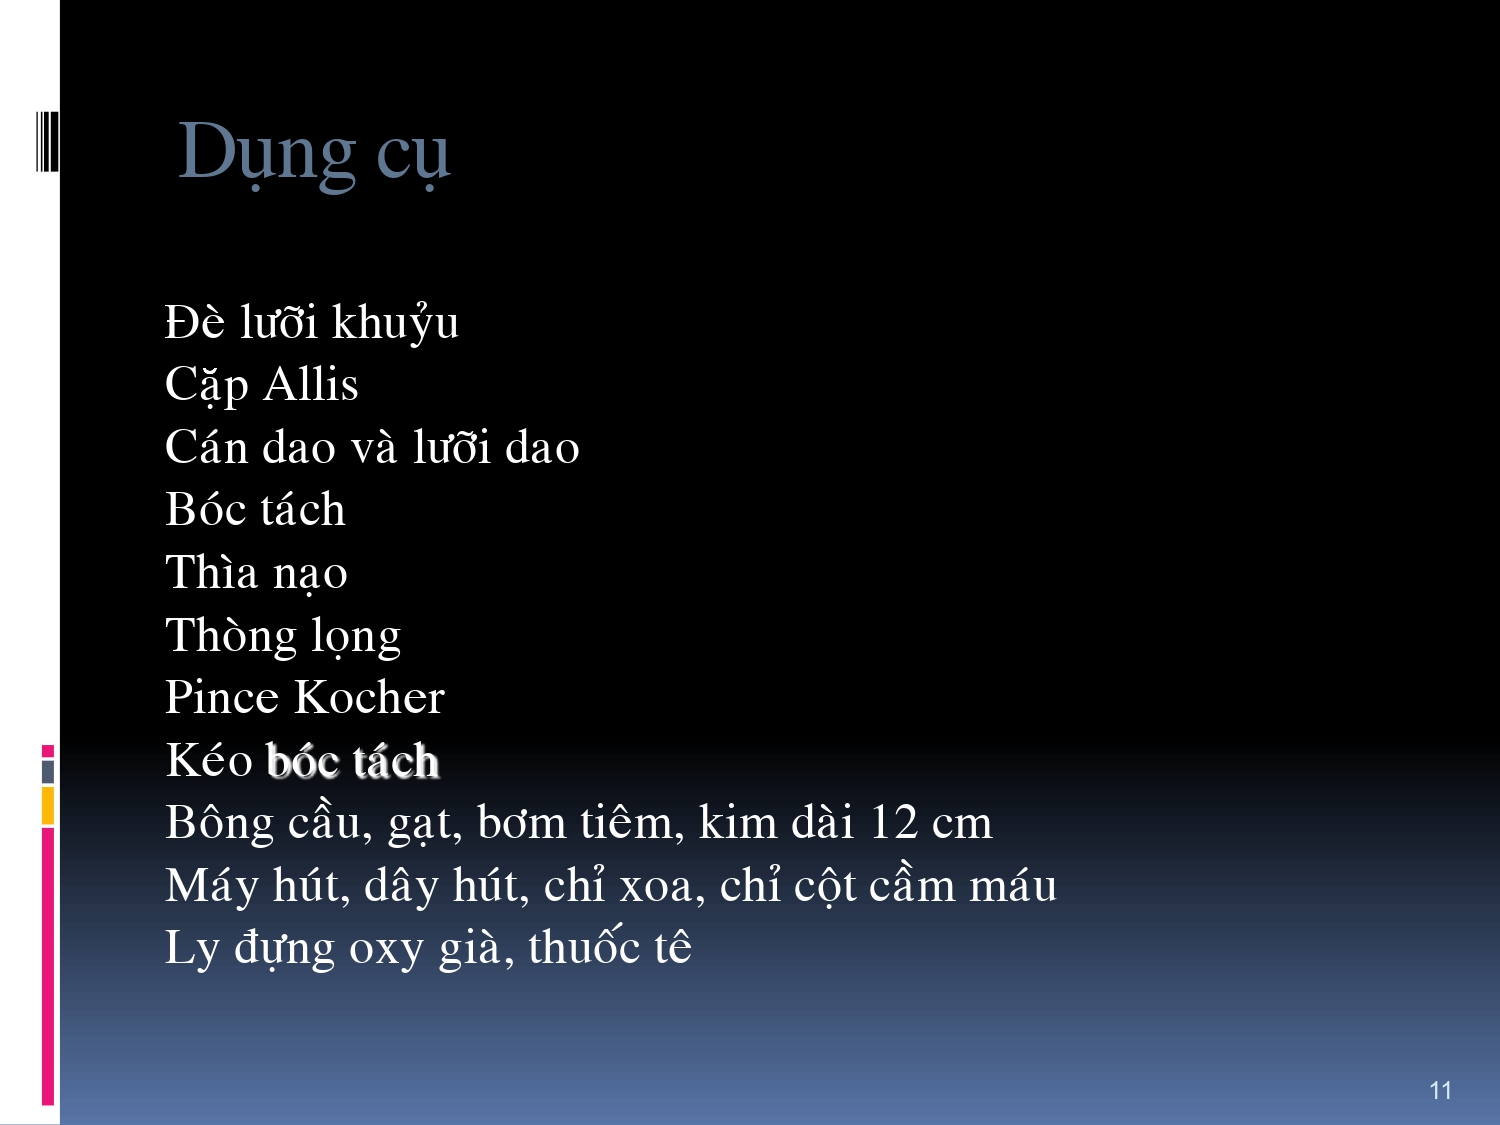 Dụng cụ
Đè lưỡi khuỷu
Cặp Allis
Cán dao và lưỡi dao
Bóc tách
Thìa nạo
Thòng lọng
Pince Kocher
Kéo bóc tách
Bông cầu, gạt, bơm tiêm, kim dài 12 cm
Máy hút, dây hút, chỉ xoa, chỉ cột cầm máu
Ly đựng oxy già, thuốc tê
11